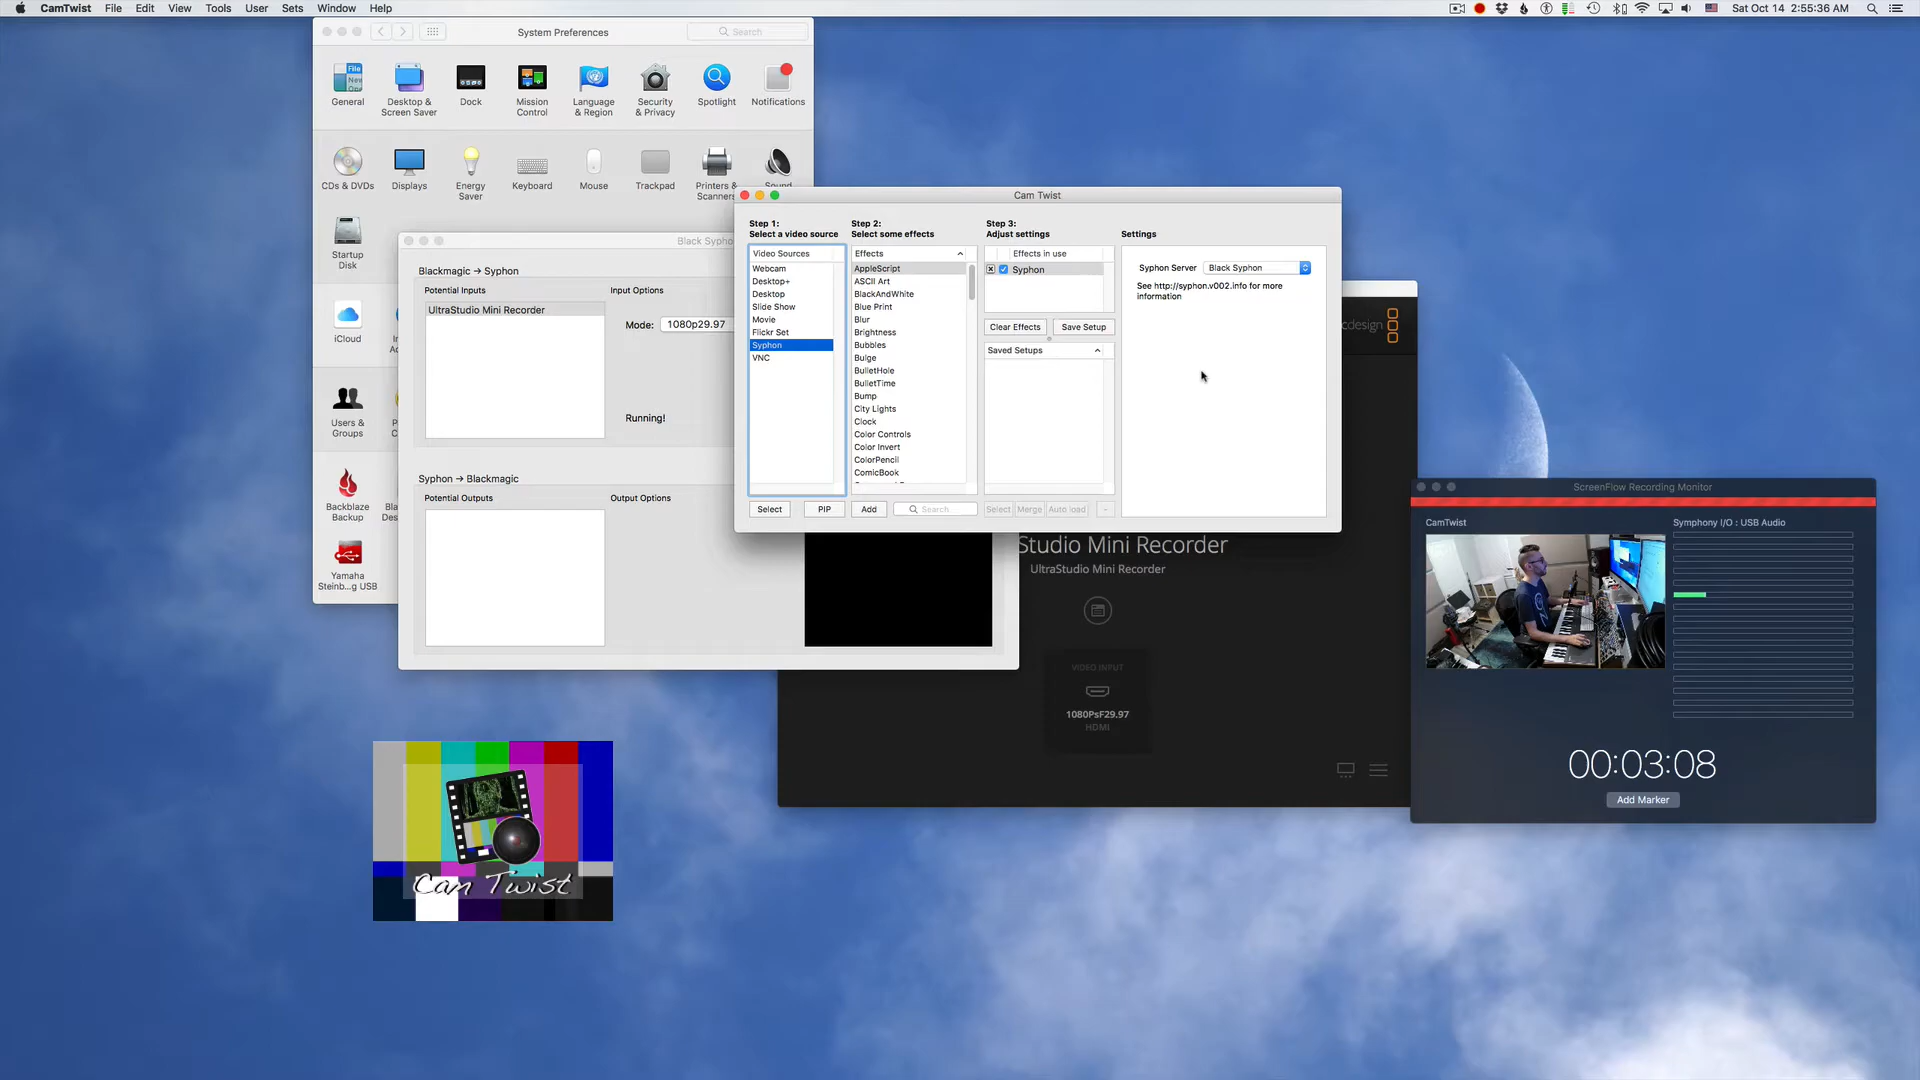 CamTwist File Edit View Tools User Sets Window Help
Sat Oct 14 2:55:36 AM
System Preferences
Search
File
New
General
Desktop &
Screen Saver
Dock
Mission
Control
Language
& Region
Security
& Privacy
Spotlight
Notifications
CDs & DVDs
Displays
Energy
Saver
Keyboard
Mouse
Trackpad
Printers &
Scanners
Sound
Startup
Disk
iCloud
Users &
Groups
Backblaze
Backup
Yamaha
Steinb...g USB
Black Sypho
Blackmagic → Syphon
Potential Inputs
Input Options
UltraStudio Mini Recorder
Mode: 1080p29.97
Running!
Syphon → Blackmagic
Potential Outputs
Output Options
Cam Twist
Step 1:
Select a video source
Step 2:
Select some effects
Step 3:
Adjust settings
Settings
Video Sources
Webcam
Desktop+
Desktop
Slide Show
Movie
Flickr Set
Syphon
VNC
Effects
AppleScript
ASCII Art
BlackAndWhite
Blue Print
Blur
Brightness
Bubbles
Bulge
BulletHole
BulletTime
Bump
City Lights
Clock
Color Controls
Color Invert
ColorPencil
ComicBook
Effects in use
Syphon
Clear Effects
Save Setup
Saved Setups
Syphon Server
Black Syphon
See http://syphon.v002.info for more
information
Select
PIP
Add
Search
Select
Merge
Auto load
-
cdesign
Studio Mini Recorder
UltraStudio Mini Recorder
VIDEO INPUT
1080PsF29.97
HDMI
ScreenFlow Recording Monitor
CamTwist
Symphony I/O : USB Audio
00:03:08
Add Marker
Cam Twist